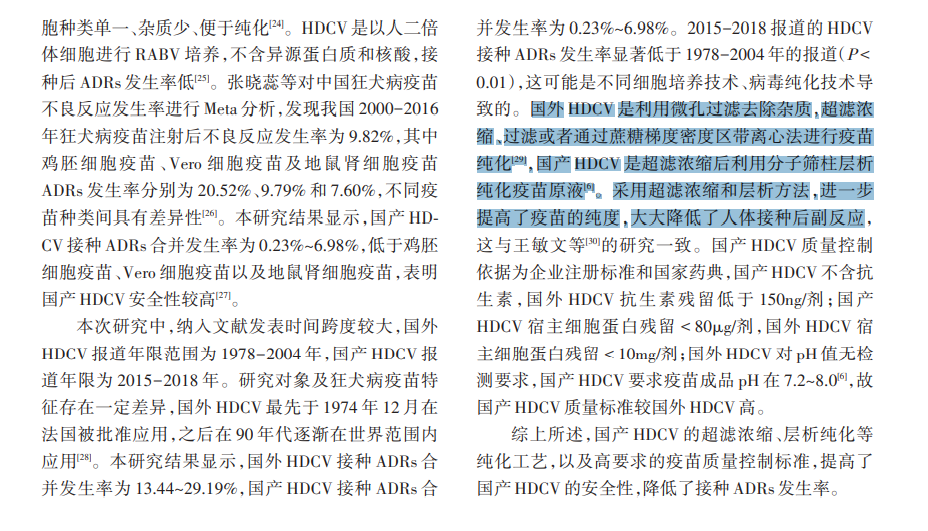 胞种类单一、杂质少、便于纯化[24]。HDCV 是以人二倍
体细胞进行 RABV 培养,不含异源蛋白质和核酸,接
种后 ADRs 发生率低[25]。张晓蕊等对中国狂犬病疫苗
不良反应发生率进行 Meta 分析,发现我国 2000-2016
年狂犬病疫苗注射后不良反应发生率为 9.82%,其中
鸡胚细胞疫苗、Vero 细胞疫苗及地鼠肾细胞疫苗
ADRs 发生率分别为 20.52%、9.79% 和 7.60%,不同疫
苗种类间具有差异性[26]。本研究结果显示,国产 HD-
CV 接种 ADRs 合并发生率为 0.23%~6.98%,低于鸡胚
细胞疫苗、Vero 细胞疫苗以及地鼠肾细胞疫苗,表明
国产 HDCV 安全性较高[27]。
本次研究中,纳入文献发表时间跨度较大,国外
HDCV 报道年限范围为 1978-2004 年,国产 HDCV 报
道年限为 2015-2018 年。研究对象及狂犬病疫苗特
征存在一定差异,国外 HDCV 最先于 1974 年 12 月在
法国被批准应用,之后在 90 年代逐渐在世界范围内
应用[28]。本研究结果显示,国外 HDCV 接种 ADRs 合
并发生率为 13.44~29.19%,国产 HDCV 接种 ADRs 合
并发生率为 0.23%~6.98%。2015-2018 报道的 HDCV
接种 ADRs 发生率显著低于 1978-2004 年的报道(P<
0.01),这可能是不同细胞培养技术、病毒纯化技术导
致的。国外 HDCV 是利用微孔过滤去除杂质,超滤浓
缩、过滤或者通过蔗糖梯度密度区带离心法进行疫苗
纯化[29],国产 HDCV 是超滤浓缩后利用分子筛柱层析
纯化疫苗原液[6]。采用超滤浓缩和层析方法,进一步
提高了疫苗的纯度,大大降低了人体接种后副反应,
这与王敏文等[30]的研究一致。国产 HDCV 质量控制
依据为企业注册标准和国家药典,国产 HDCV 不含抗
生素,国外 HDCV 抗生素残留低于 150ng/剂;国产
HDCV 宿主细胞蛋白残留<80μg/剂,国外 HDCV 宿
主细胞蛋白残留<10mg/剂;国外 HDCV 对 pH 值无检
测要求,国产 HDCV 要求疫苗成品 pH 在 7.2~8.0[6],故
国产 HDCV 质量标准较国外 HDCV 高。
综上所述,国产 HDCV 的超滤浓缩、层析纯化等
纯化工艺,以及高要求的疫苗质量控制标准,提高了
国产 HDCV 的安全性,降低了接种 ADRs 发生率。